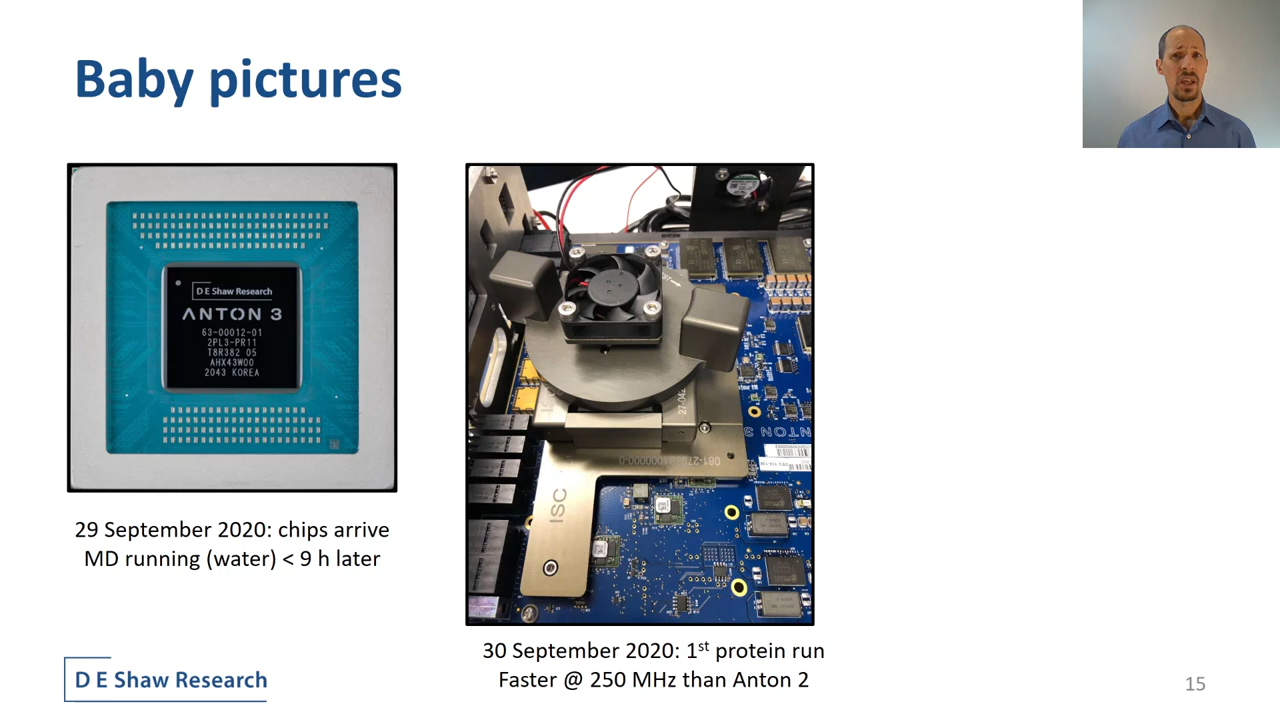 Baby pictures
D E Shaw Research
ANTON 3
63-00012-01
2PL3-PR11
T8R382 05
AHX43W00
2043 KOREA
29 September 2020: chips arrive
MD running (water) < 9 h later
ISC
ANTON 3
30 September 2020: 1st protein run
Faster @ 250 MHz than Anton 2
D E Shaw Research
15